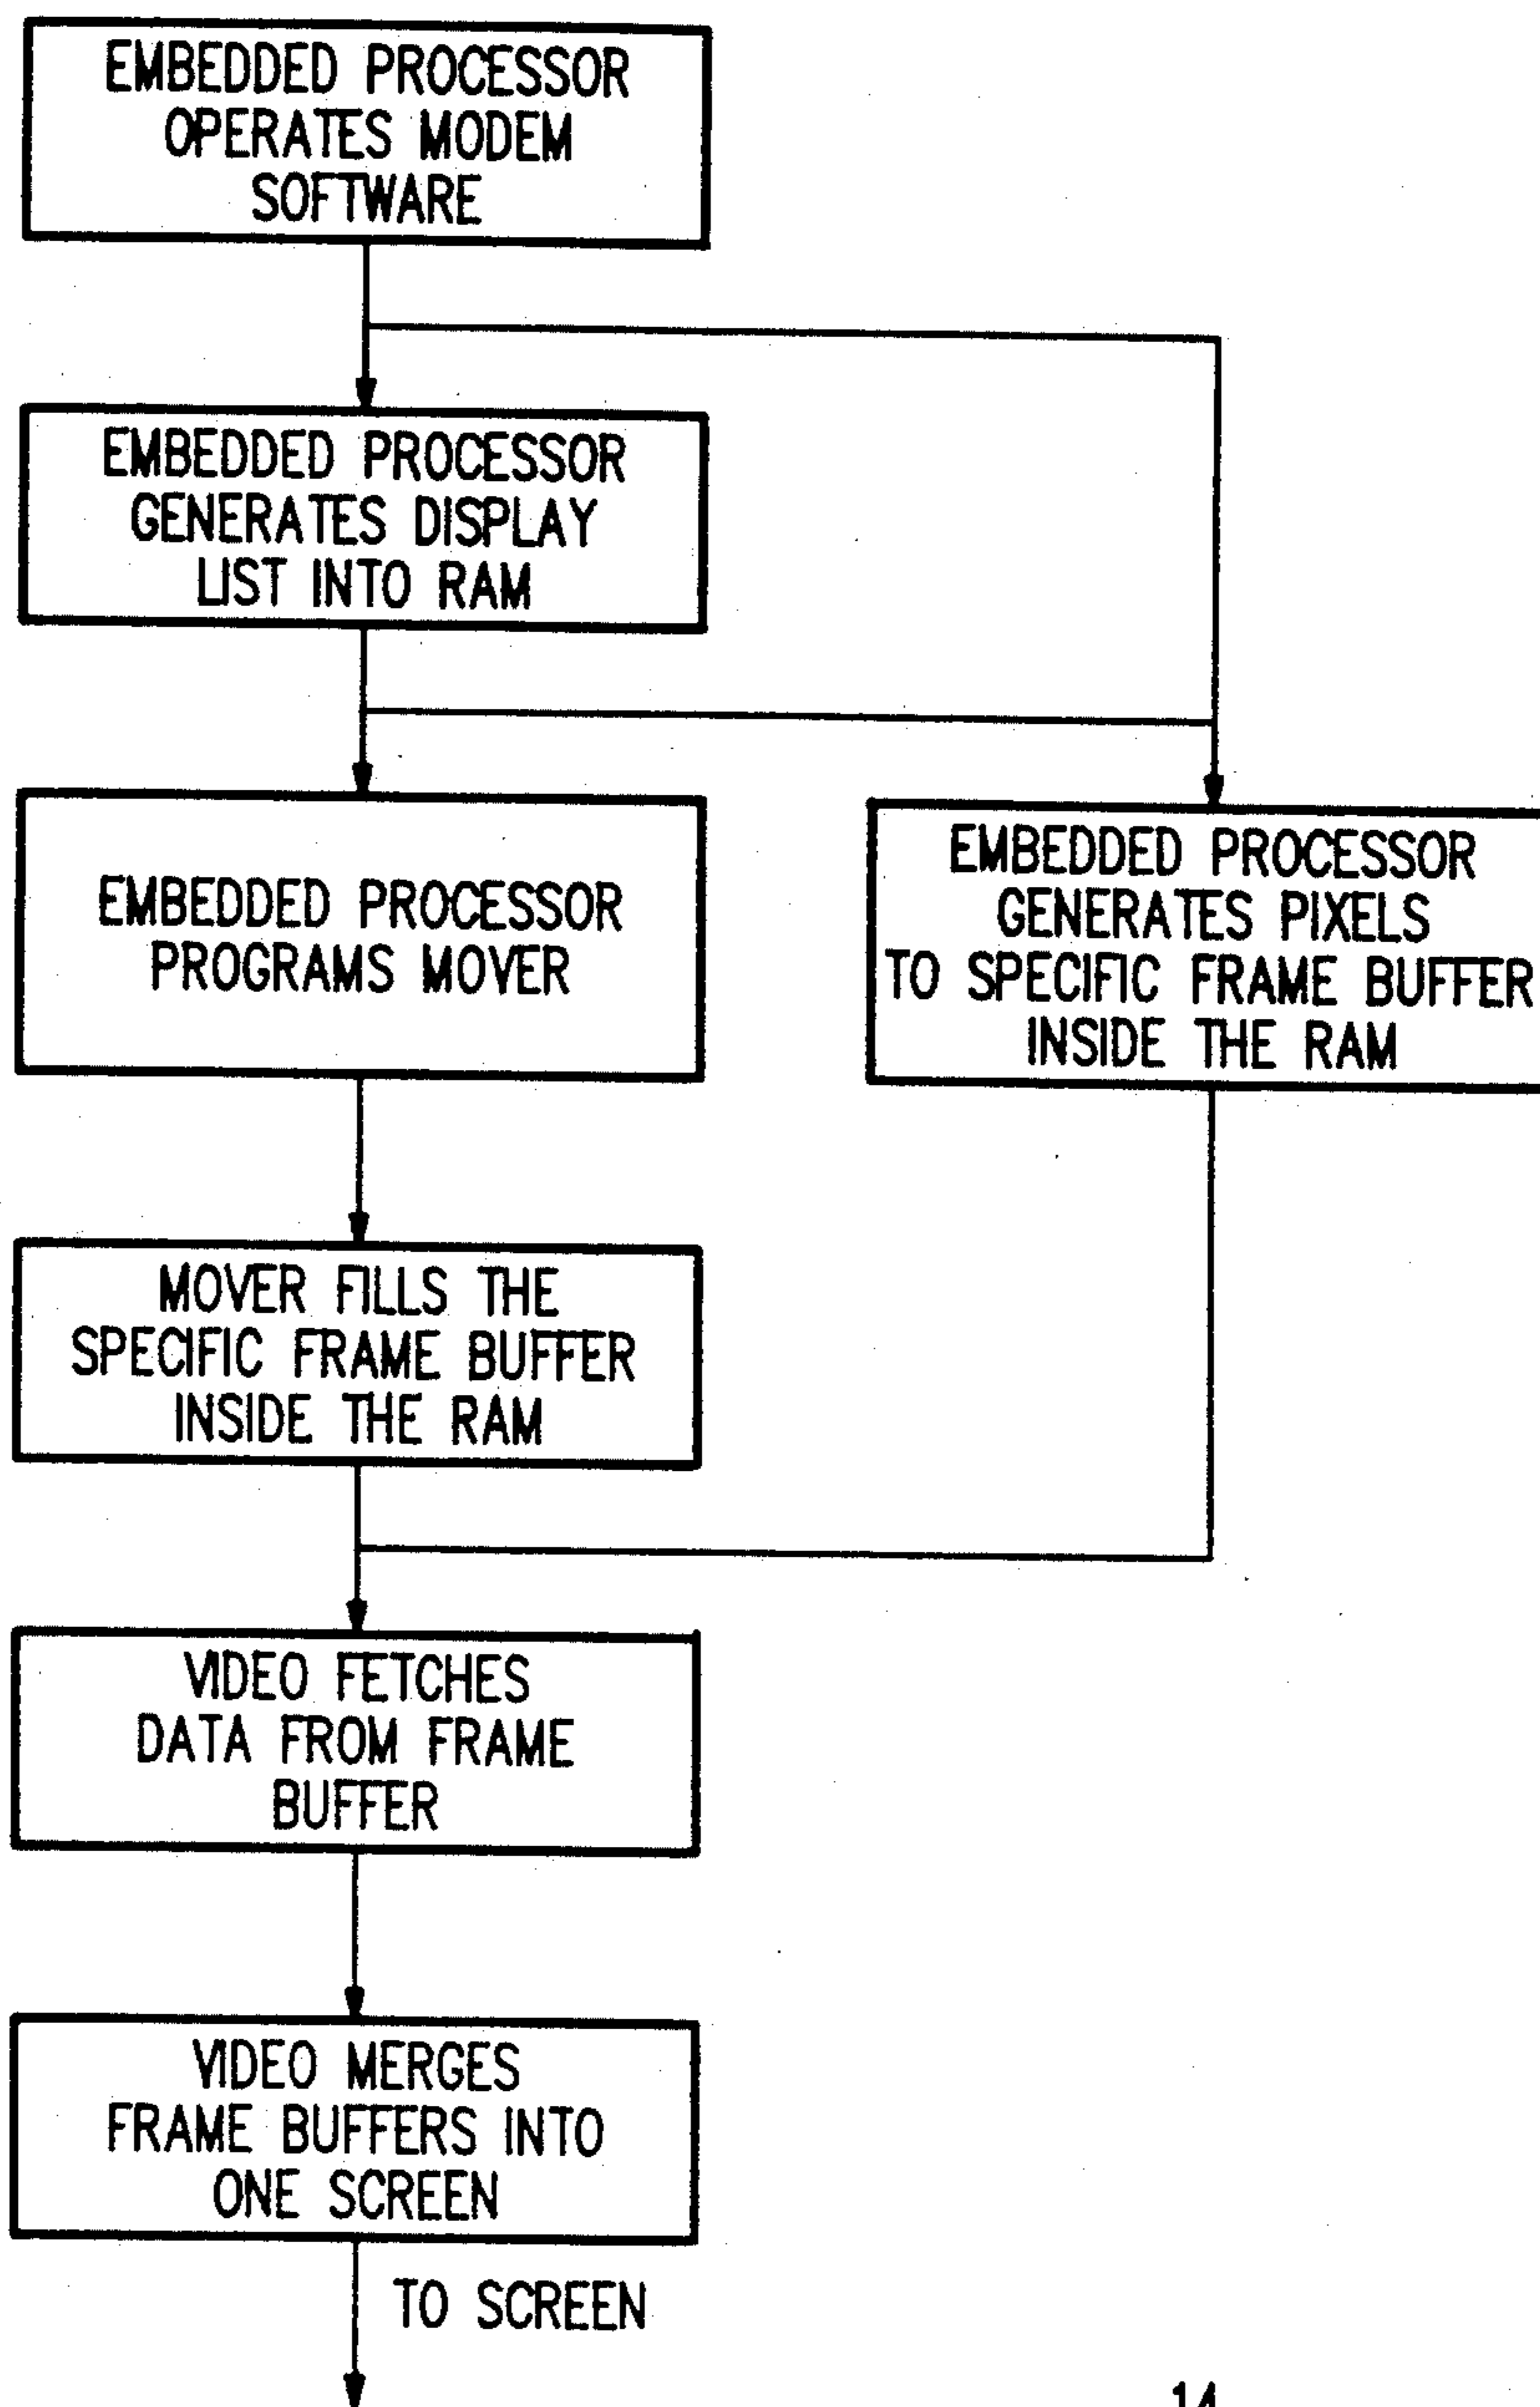 EMBEDDED PROCESSOR
OPERATES MODEM
SOFTWARE
EMBEDDED PROCESSOR
GENERATES DISPLAY
LIST INTO RAM
EMBEDDED PROCESSOR
PROGRAMS MOVER
EMBEDDED PROCESSOR
GENERATES PIXELS
TO SPECIFIC FRAME BUFFER
INSIDE THE RAM
MOVER FILLS THE
SPECIFIC FRAME BUFFER
INSIDE THE RAM
VIDEO FETCHES
DATA FROM FRAME
BUFFER
VIDEO MERGES
FRAME BUFFERS INTO
ONE SCREEN
TO SCREEN
14